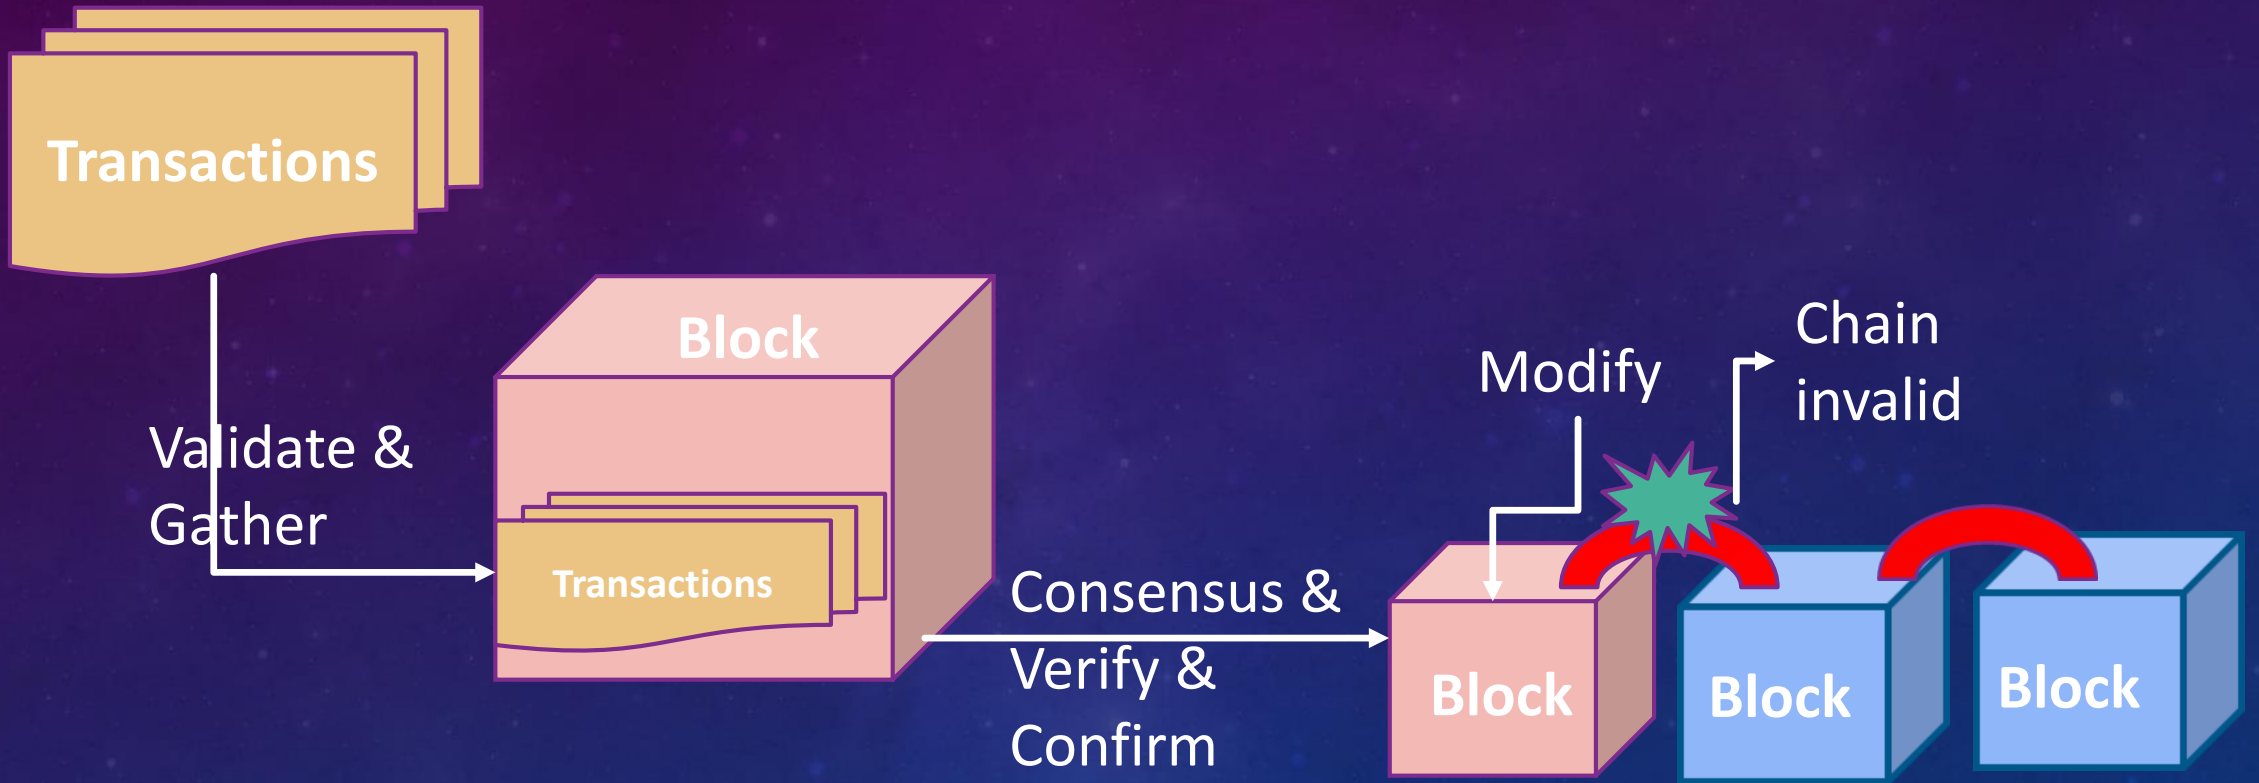 Transactions
Validate &
Gather
Block
Transactions
Consensus &
Verify &
Confirm
Modify
Chain
invalid
Block
Block
Block